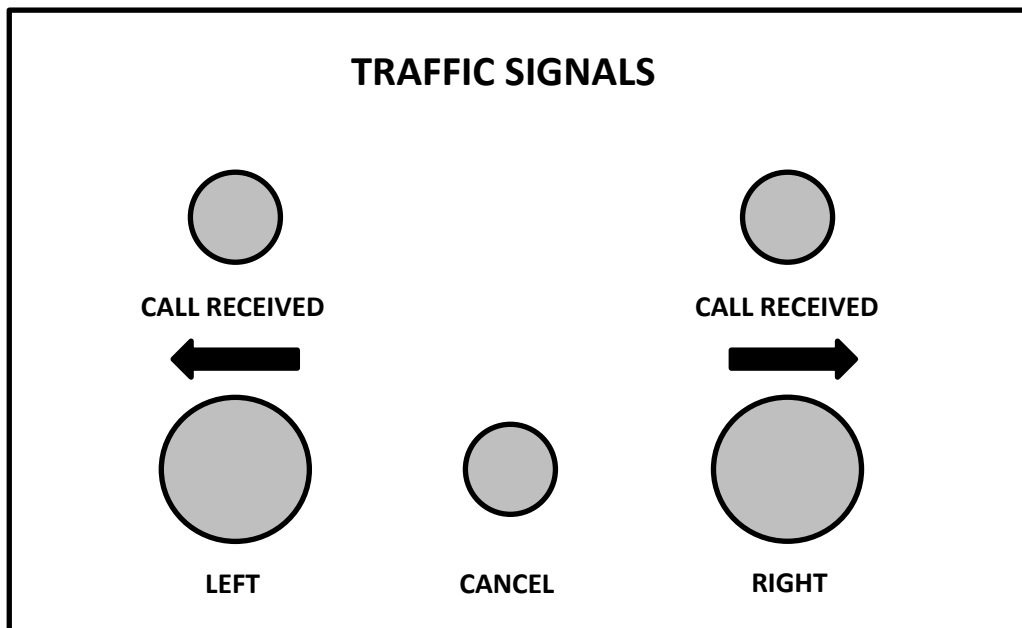 TRAFFIC SIGNALS
CALL RECEIVED
CALL RECEIVED
LEFT
CANCEL
RIGHT